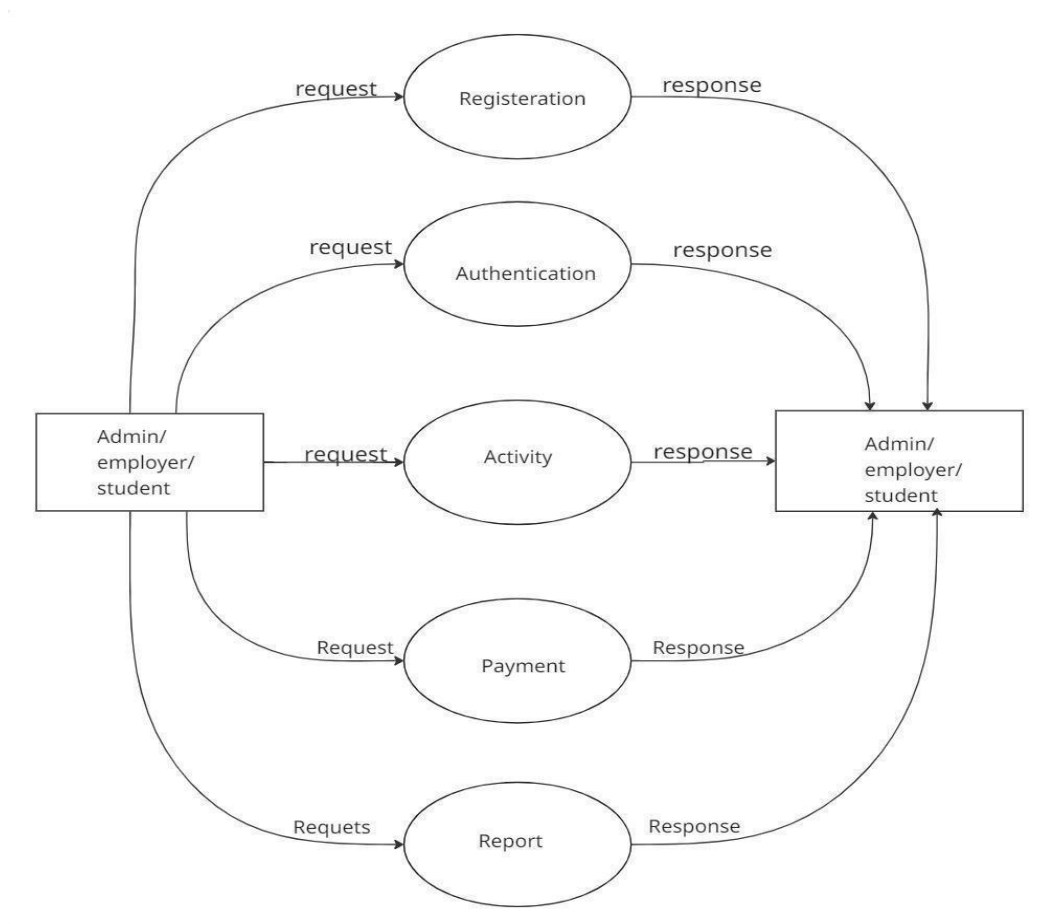 request
Registeration
response
request
Authentication
response
Admin/
employer/
student
request
Activity
response
Admin/
employer/
student
Request
Payment
Response
Requets
Report
Response